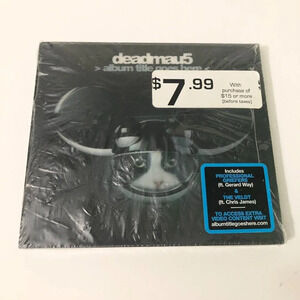 deadmau5
> album title goes here <
$7.99
With
purchase of
$15 or more
[before taxes]
Includes
PROFESSIONAL
GRIEFERS
(ft. Gerard Way)
&
THE VELDT
(ft. Chris James)
TO ACCESS EXTRA
VIDEO CONTENT VISIT
albumtitlegoeshere.com